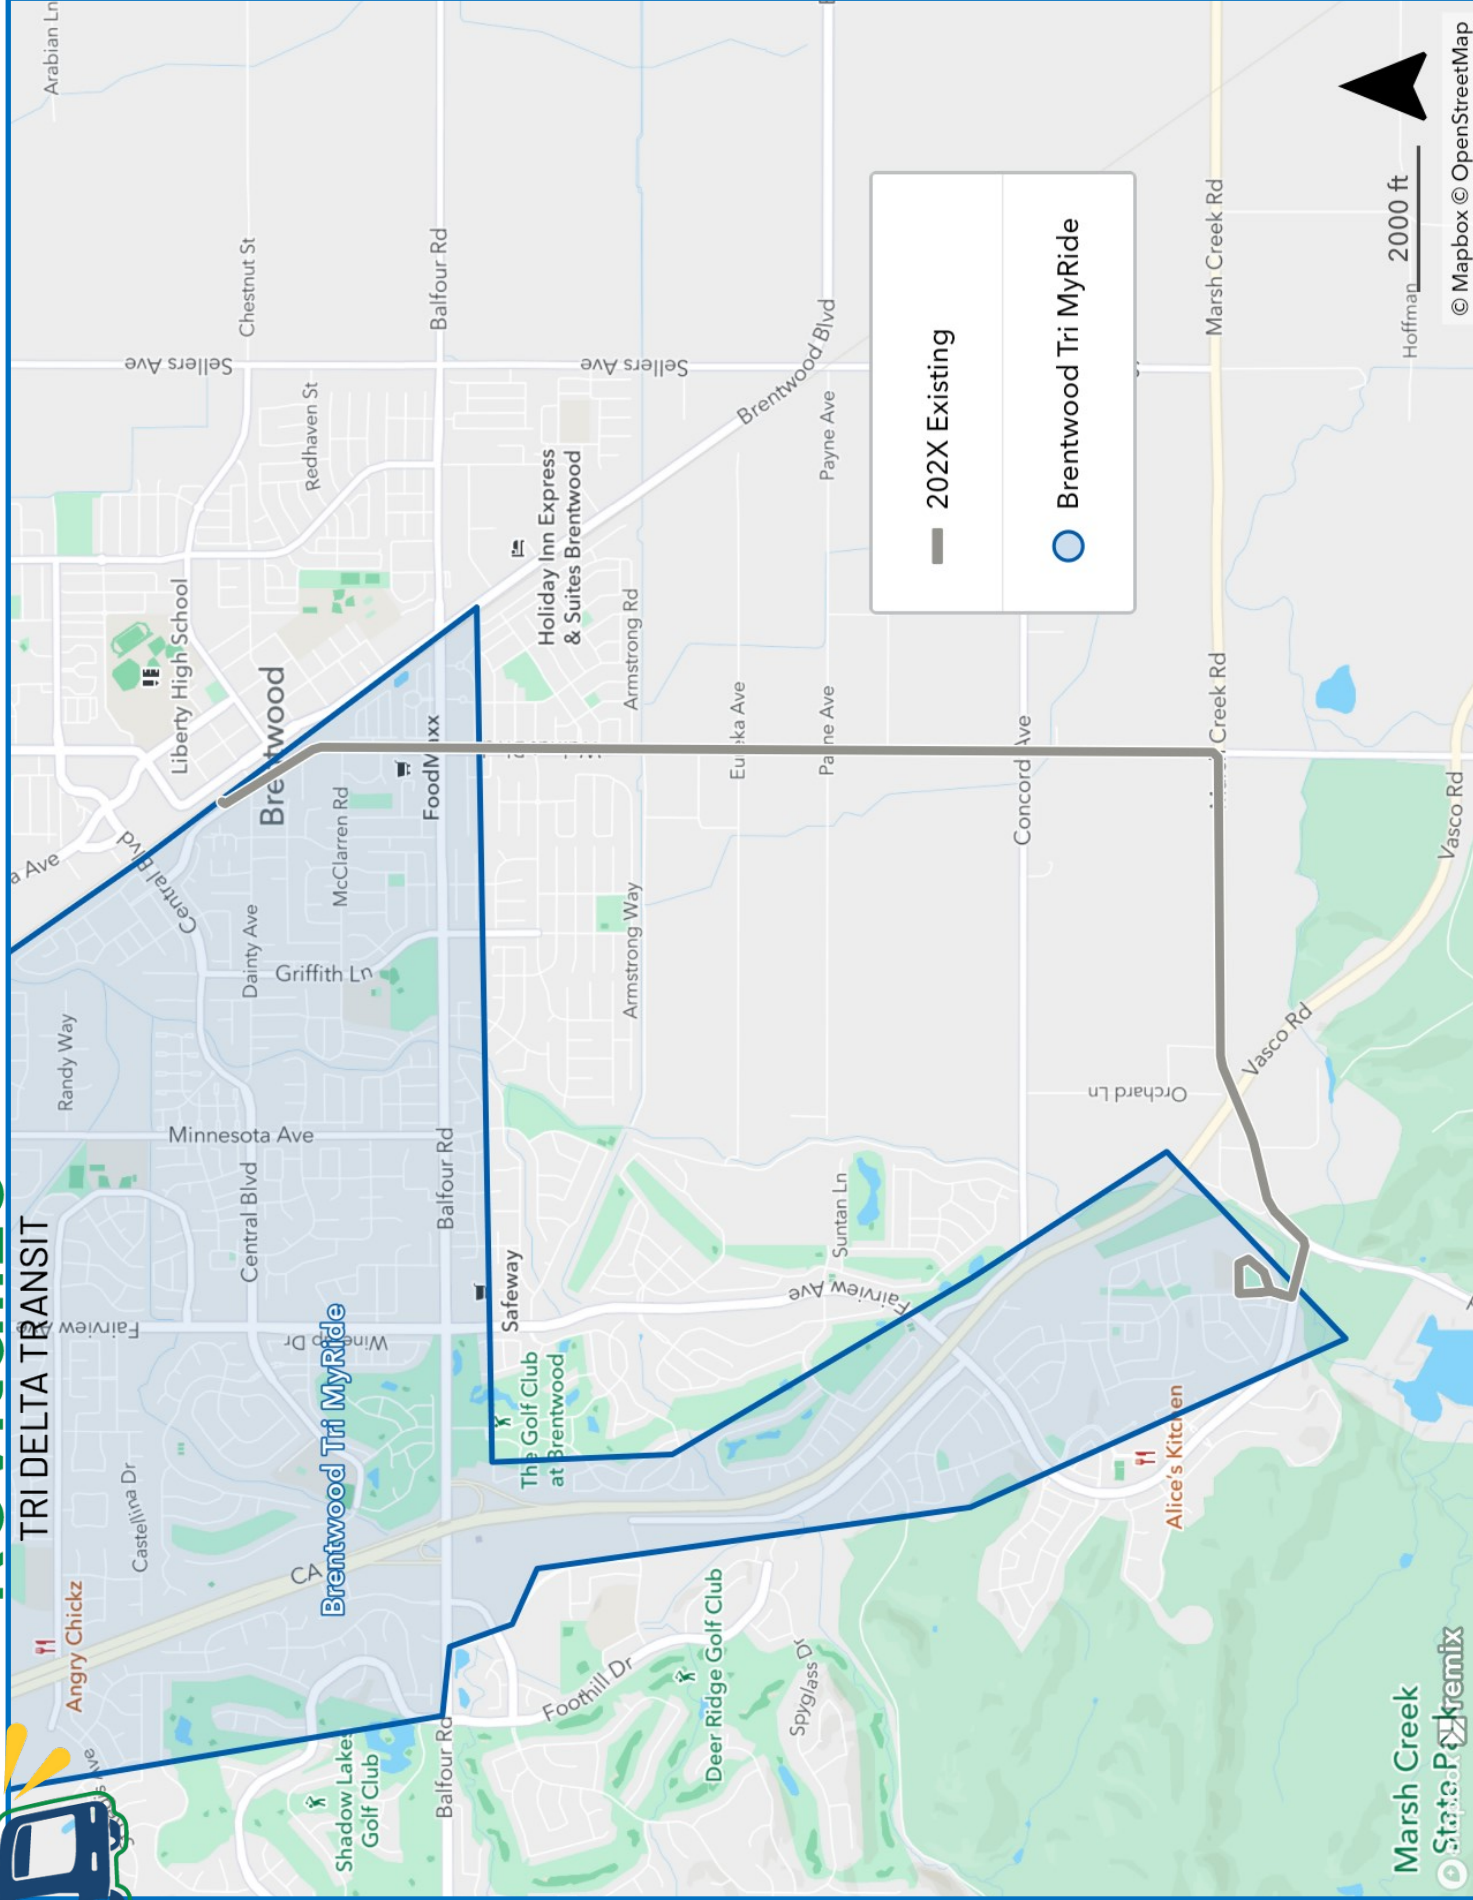 TRI DELTA TRANSIT
Arabian Ln
Chestnut St
Balfour Rd
Sellers Ave
Sellers Ave
Redhaven St
Brentwood Blvd
Payne Ave
Marsh Creek Rd
Hoffman
2000 ft
© Mapbox © OpenStreetMap
202X Existing
Brentwood Tri MyRide
Liberty High School
Holiday Inn Express
& Suites Brentwood
Armstrong Rd
Brentwood
FoodMaxx
Payne Ave
Concord Ave
Creek Rd
Central Blvd
McClarren Rd
Dainty Ave
Griffith Ln
Armstrong Way
Vasco Rd
Vasco Rd
Randy Way
Minnesota Ave
Central Blvd
Balfour Rd
Orchard Ln
Suntan Ln
Fairview Ave
Fairview Ave
Safeway
Brentwood Tri MyRide
The Golf Club
at Brentwood
Castellina Dr
CA
Angry Chickz
Alice's Kitchen
Foothill Dr
Deer Ridge Golf Club
Spyglass Dr
Shadow Lakes
Golf Club
Balfour Rd
Marsh Creek
State Park
remix